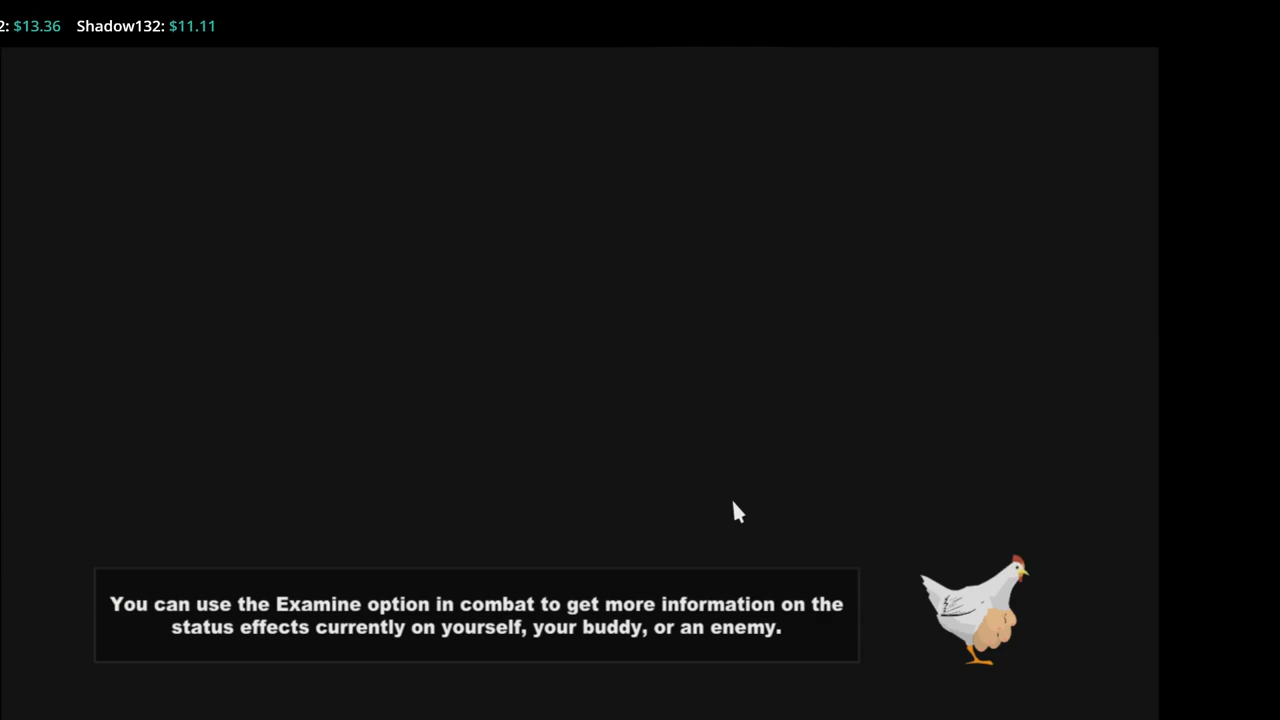 2: $13.36 Shadow132: $11.11
You can use the Examine option in combat to get more information on the
status effects currently on yourself, your buddy, or an enemy.